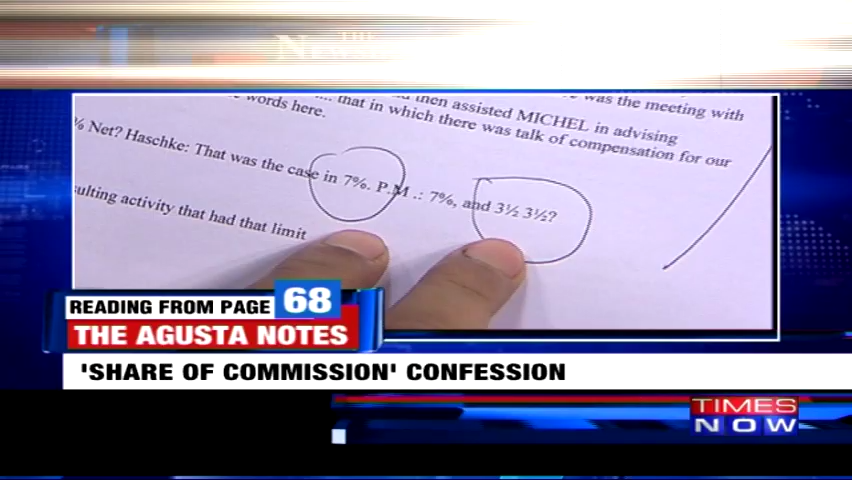 then assisted MICHEL in advising
was the meeting with
words here.
that in which there was talk of compensation for our
% Net? Haschke: That was the case in 7%. P.M .: 7%, and 3½ 3½?
activity that had that limit
READING FROM PAGE 68
THE AGUSTA NOTES
'SHARE OF COMMISSION' CONFESSION
TIMES
NOW